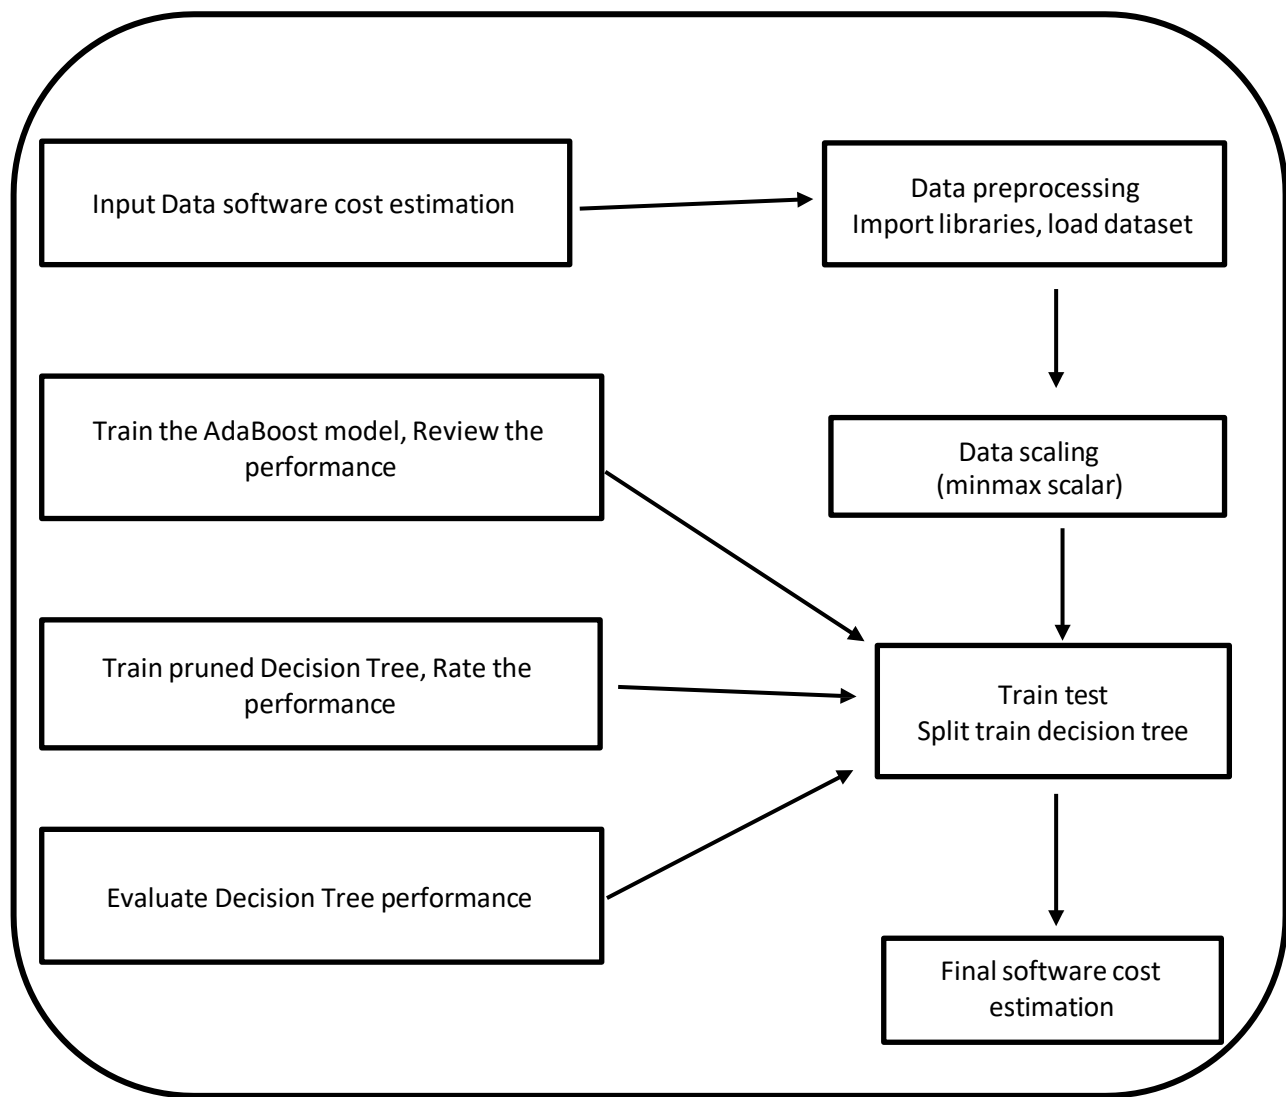 Input Data software cost estimation
Data preprocessing
Import libraries, load dataset
Train the AdaBoost model, Review the
performance
Data scaling
(minmax scalar)
Train pruned Decision Tree, Rate the
performance
Train test
Split train decision tree
Evaluate Decision Tree performance
Final software cost
estimation